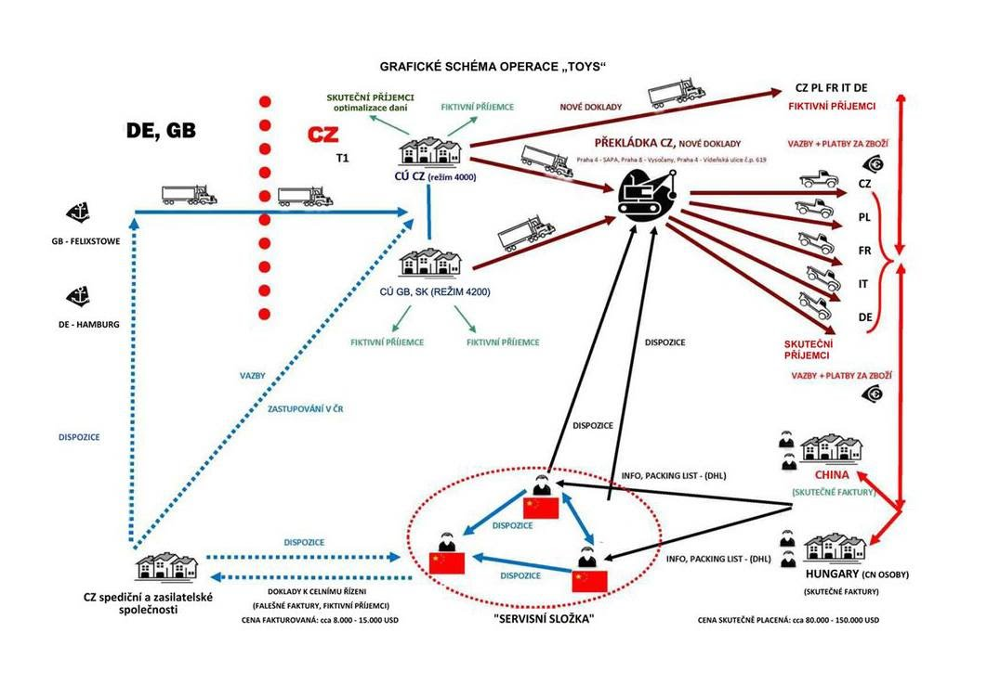 GRAFICKÉ SCHÉMA OPERACE „TOYS“
SKUTEČNÍ PŘÍJEMCI
optimalizace daní
FIKTIVNÍ PŘÍJEMCE
NOVÉ DOKLADY
CZ PL FR IT DE
FIKTIVNÍ PŘÍJEMCI
DE, GB
CZ
T1
PŘEKLÁDKA CZ, NOVÉ DOKLADY
Praha 4 - SAPA, Praha 8 - Vysočany, Praha 4 - Vídeňská ulice č.p. 619
VAZBY + PLATBY ZA ZBOŽÍ
CÚ CZ (režim 4000)
CZ
PL
FR
IT
DE
GB - FELIXSTOWE
CÚ GB, SK (REŽIM 4200)
DE - HAMBURG
FIKTIVNÍ PŘÍJEMCE
FIKTIVNÍ PŘÍJEMCE
DISPOZICE
SKUTEČNÍ
PŘÍJEMCI
VAZBY
VAZBY + PLATBY ZA ZBOŽÍ
ZASTUPOVÁNÍ V ČR
DISPOZICE
DISPOZICE
INFO, PACKING LIST - (DHL)
CHINA
(SKUTEČNÉ FAKTURY)
DISPOZICE
DISPOZICE
DISPOZICE
INFO, PACKING LIST - (DHL)
HUNGARY (CN OSOBY)
(SKUTEČNÉ FAKTURY)
CZ spediční a zasilatelské
společnosti
DOKLADY K CELNÍMU ŘÍZENI
(FALEŠNÉ FAKTURY, FIKTIVNÍ PŘÍJEMCI)
CENA FAKTUROVANÁ: cca 8.000 - 15.000 USD
"SERVISNÍ SLOŽKA"
CENA SKUTEČNĚ PLACENÁ: cca 80.000 - 150.000 USD